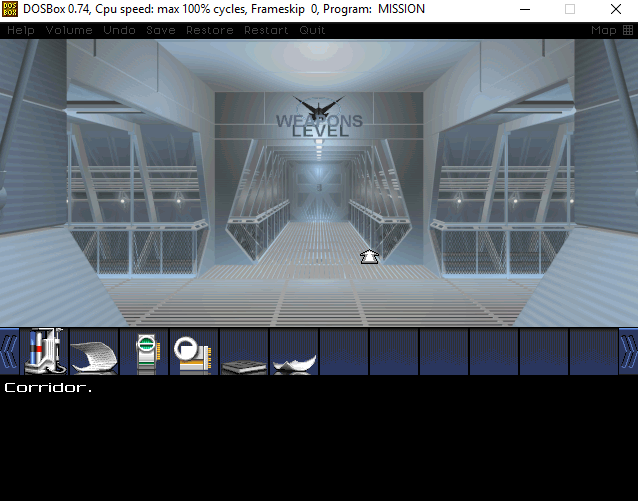 DOSBox 0.74, Cpu speed: max 100% cycles, Frameskip 0, Program: MISSION
Help Volume Undo Save Restore Restart Quit Map
WEAPONS
LEVEL
Corridor.